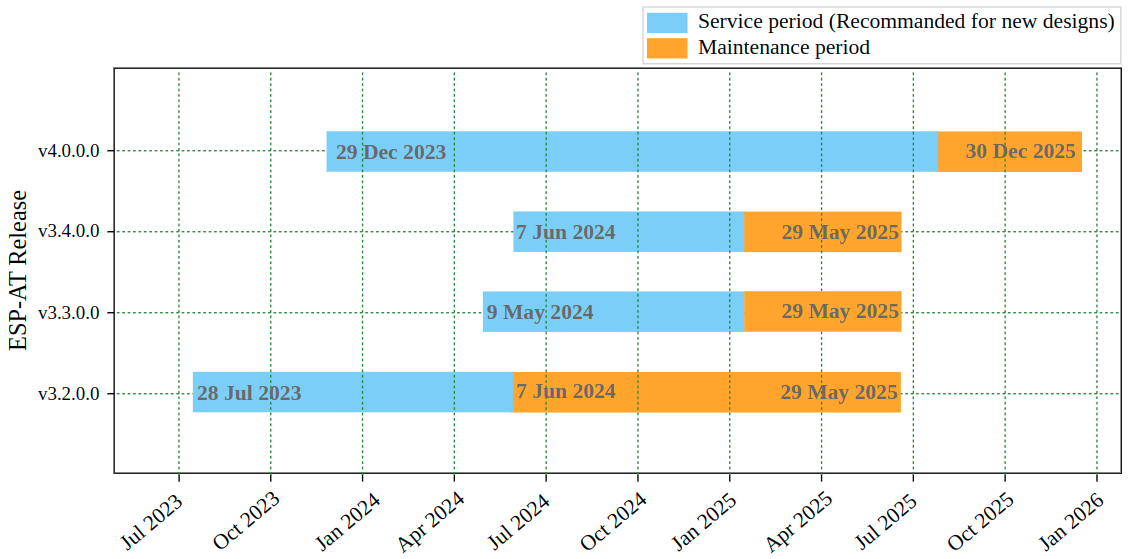 Service period (Recommanded for new designs)
Maintenance period
ESP-AT Release
v4.0.0.0
29 Dec 2023
30 Dec 2025
v3.4.0.0
7 Jun 2024
29 May 2025
v3.3.0.0
9 May 2024
29 May 2025
v3.2.0.0
28 Jul 2023
7 Jun 2024
29 May 2025
Jul 2023
Oct 2023
Jan 2024
Apr 2024
Jul 2024
Oct 2024
Jan 2025
Apr 2025
Jul 2025
Oct 2025
Jan 2026